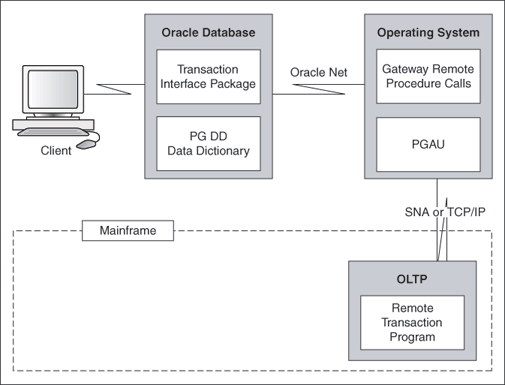 Oracle Database
Transaction
Interface Package
PG DD
Data Dictionary
Client
Oracle Net
Operating System
Gateway Remote
Procedure Calls
PGAU
SNA or TCP/IP
Mainframe
OLTP
Remote
Transaction
Program